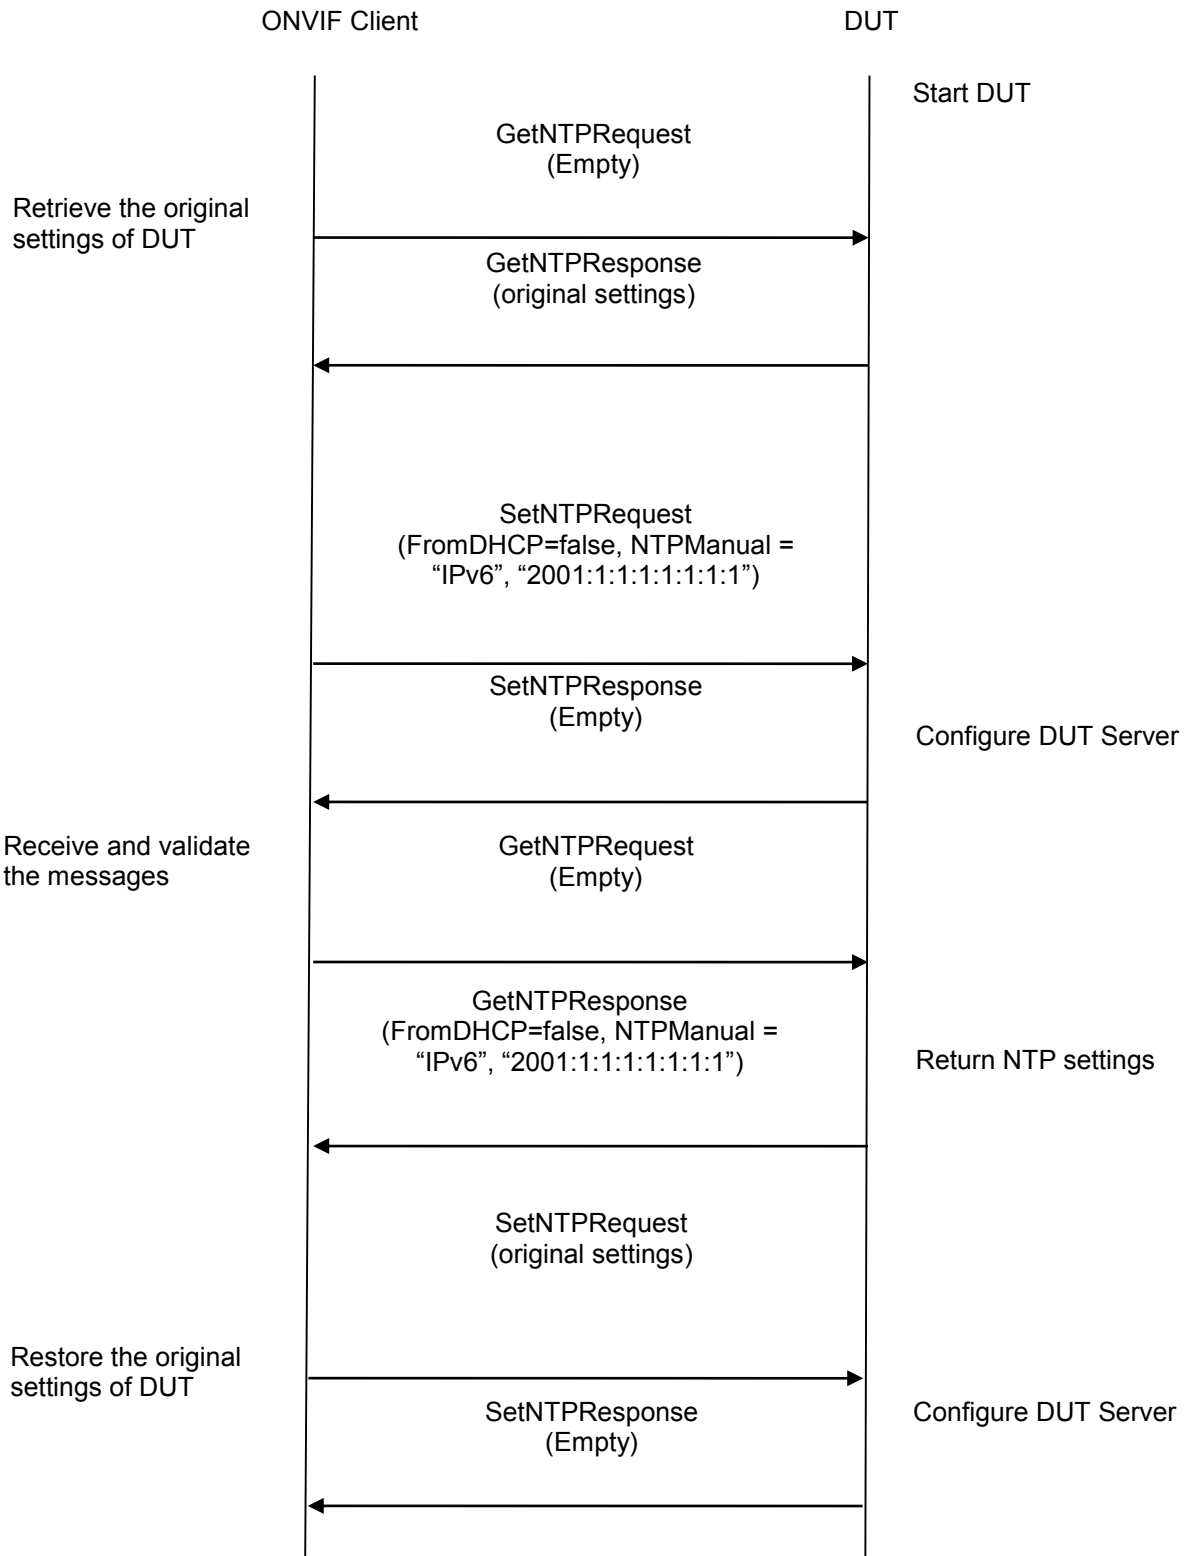 ONVIF Client
DUT
Start DUT
GetNTPRequest
(Empty)
Retrieve the original
settings of DUT
GetNTPResponse
(original settings)
SetNTPRequest
(FromDHCP=false, NTPManual =
“IPv6”, “2001:1:1:1:1:1:1:1”)
SetNTPResponse
(Empty)
Configure DUT Server
Receive and validate
the messages
GetNTPRequest
(Empty)
GetNTPResponse
(FromDHCP=false, NTPManual =
“IPv6”, “2001:1:1:1:1:1:1:1”)
Return NTP settings
SetNTPRequest
(original settings)
Restore the original
settings of DUT
SetNTPResponse
(Empty)
Configure DUT Server